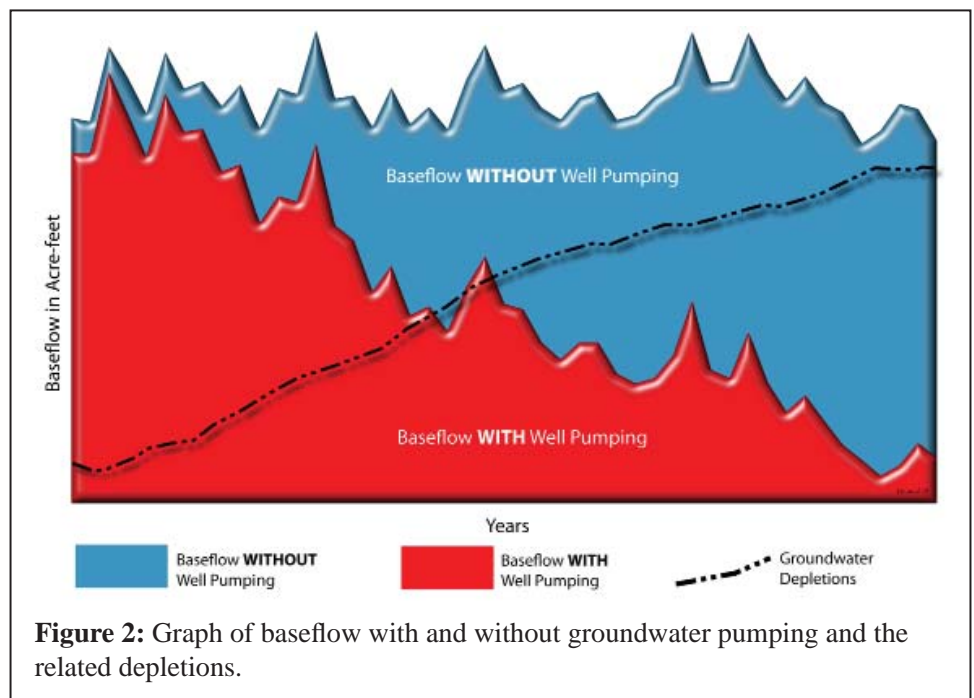 Baseflow WITHOUT Well Pumping
Baseflow in Acre-feet
Baseflow WITH Well Pumping
Years
Baseflow WITHOUT
Well Pumping
Baseflow WITH
Well Pumping
Groundwater
Depletions
Figure 2: Graph of baseflow with and without groundwater pumping and the
related depletions.